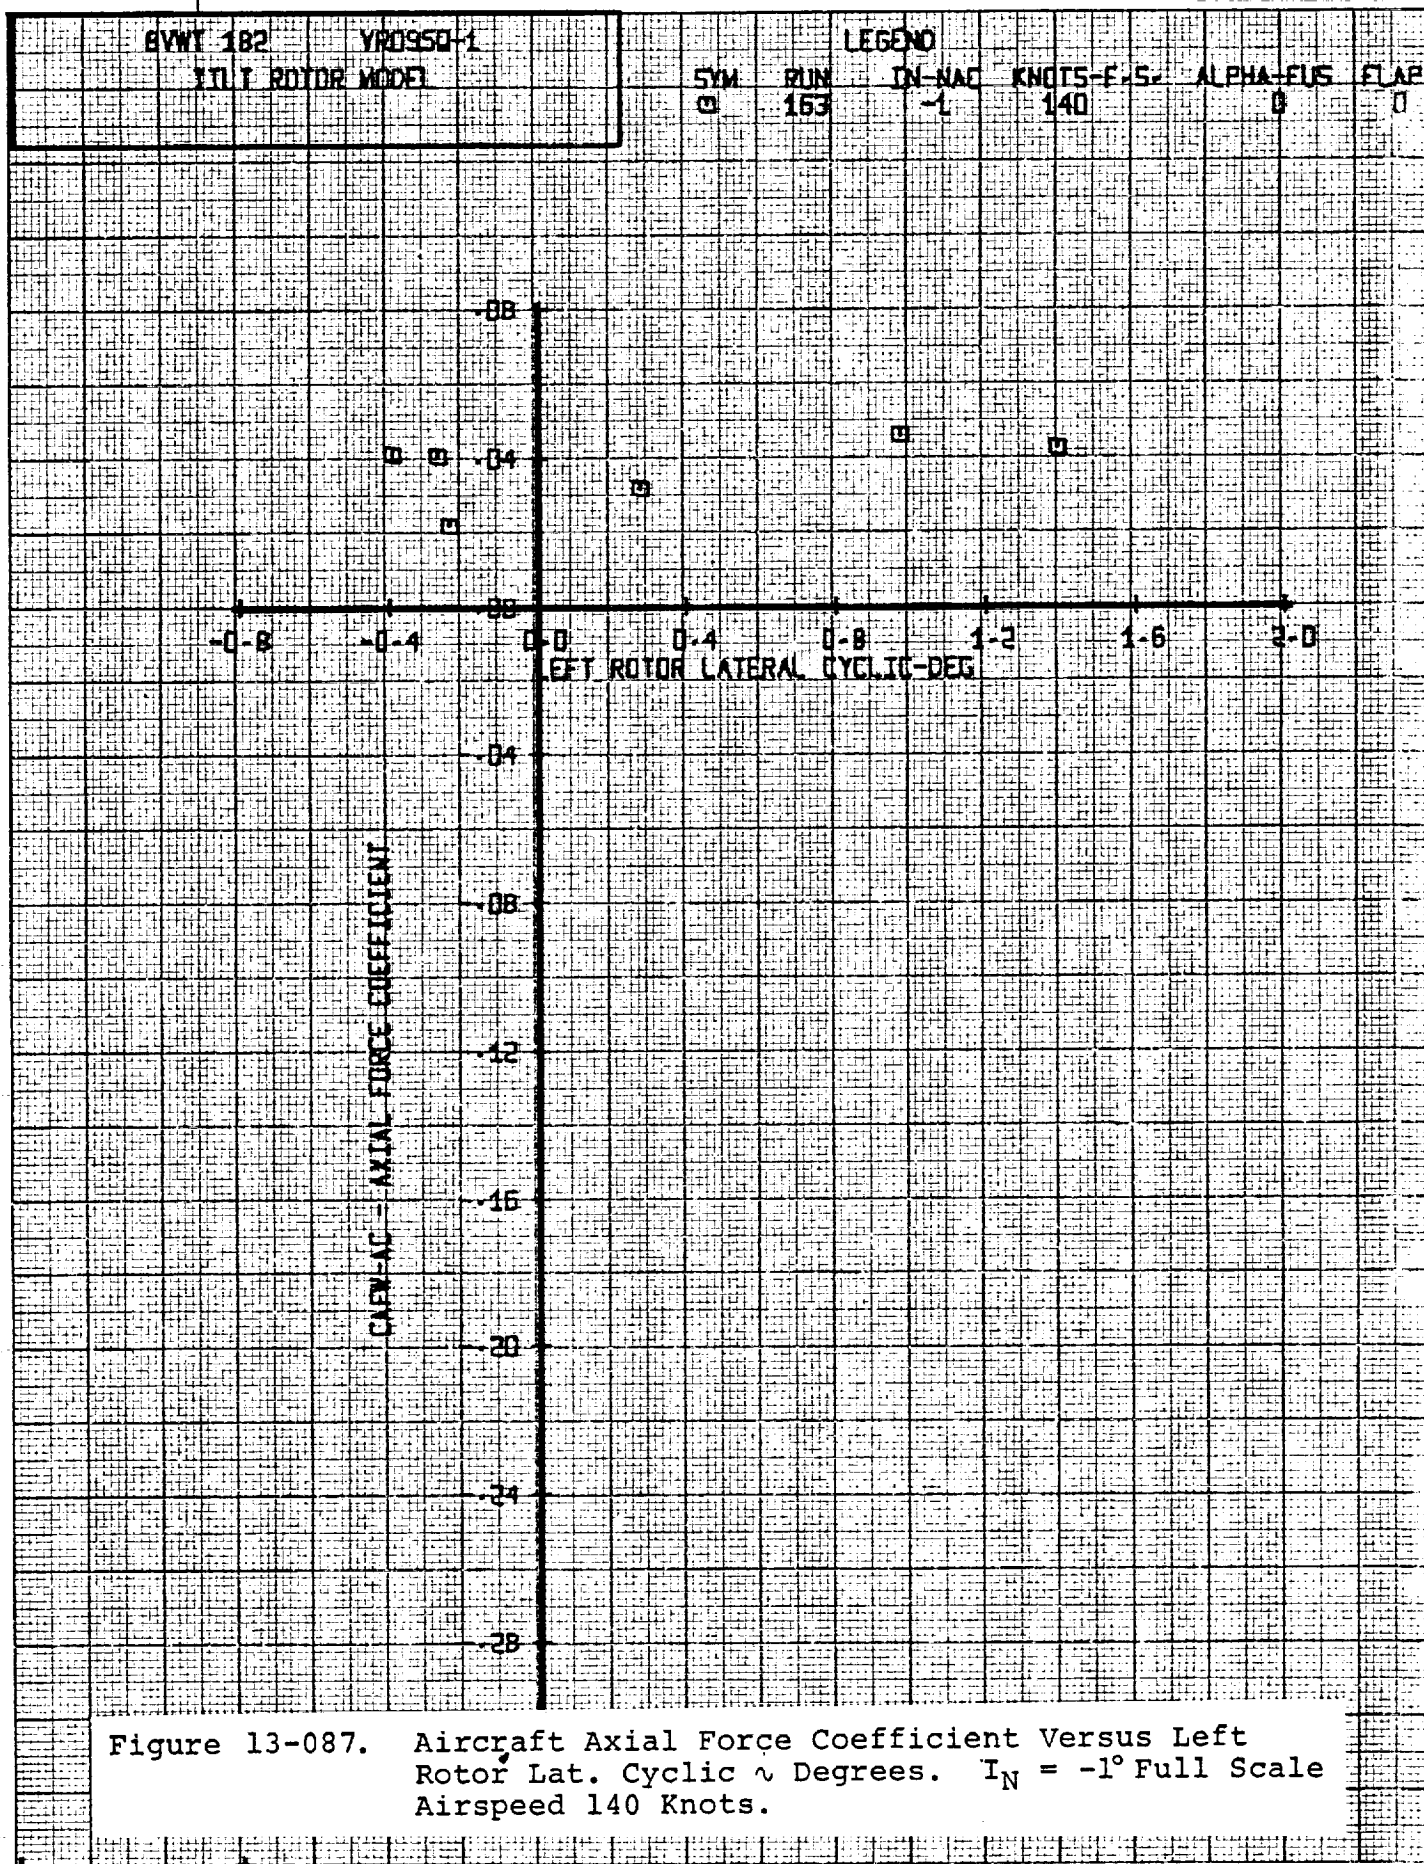 BVWT 182 YR0950-1
TILT ROTOR MODEL
LEGEND
SYM RUN IN-NAC KNOTS-F.S. ALPHA-FUS FLAP
163 -1 140 0 0
.08
.04
.00
-0.8 -0.4 0.0 0.4 0.8 1.2 1.6 2.0
LEFT ROTOR LATERAL CYCLIC-DEG
.04
.08
.12
.16
.20
.24
.28
CAFW-AC - AXIAL FORCE COEFFICIENT
Figure 13-087. Aircraft Axial Force Coefficient Versus Left
Rotor Lat. Cyclic ~ Degrees. I_N = -1° Full Scale
Airspeed 140 Knots.